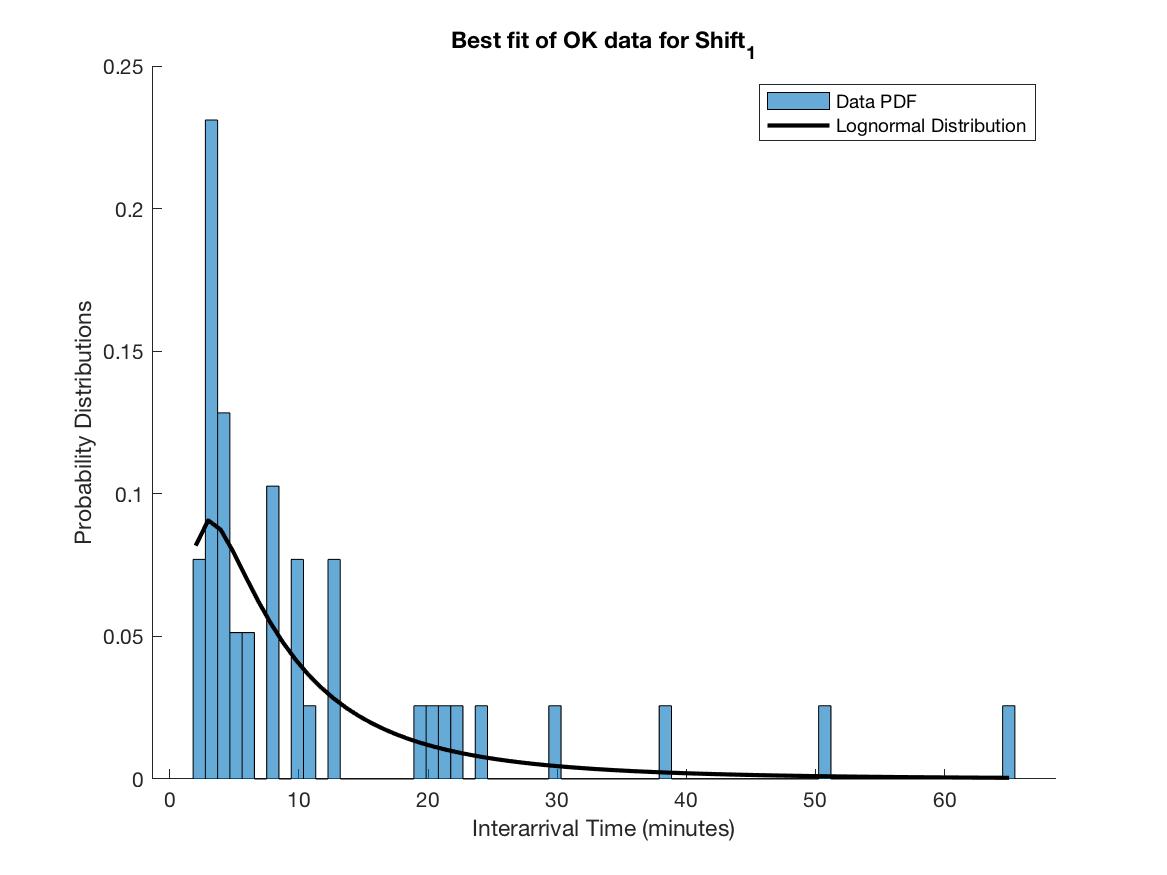 Best fit of OK data for Shift₁
Data PDF
Lognormal Distribution
Probability Distributions
0.25
0.2
0.15
0.1
0.05
0
0 10 20 30 40 50 60
Interarrival Time (minutes)